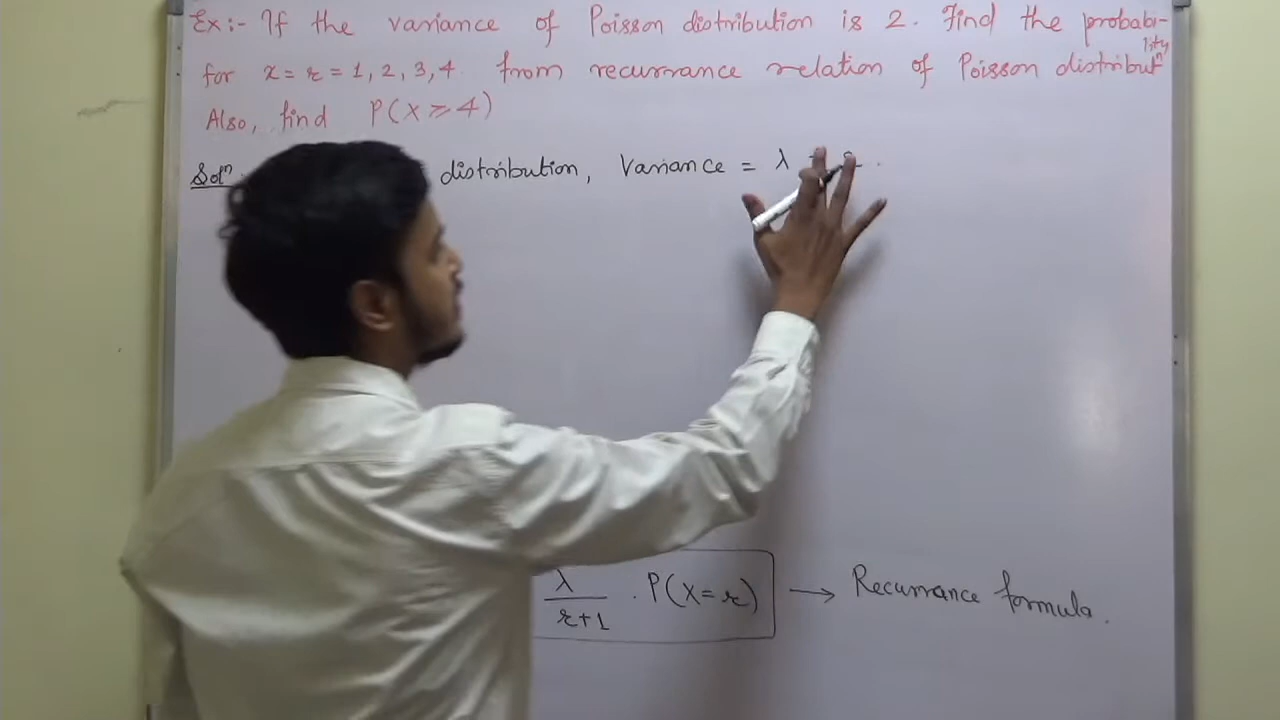 Ex:- If the variance of Poisson distribution is 2. Find the probability
for x = r = 1, 2, 3, 4 from recurrance relation of Poisson distributⁿ
Also, find P(X ≥ 4)
Solⁿ distribution, Variance = λ
λ/r+1 · P(X=r) → Recurrance formula.